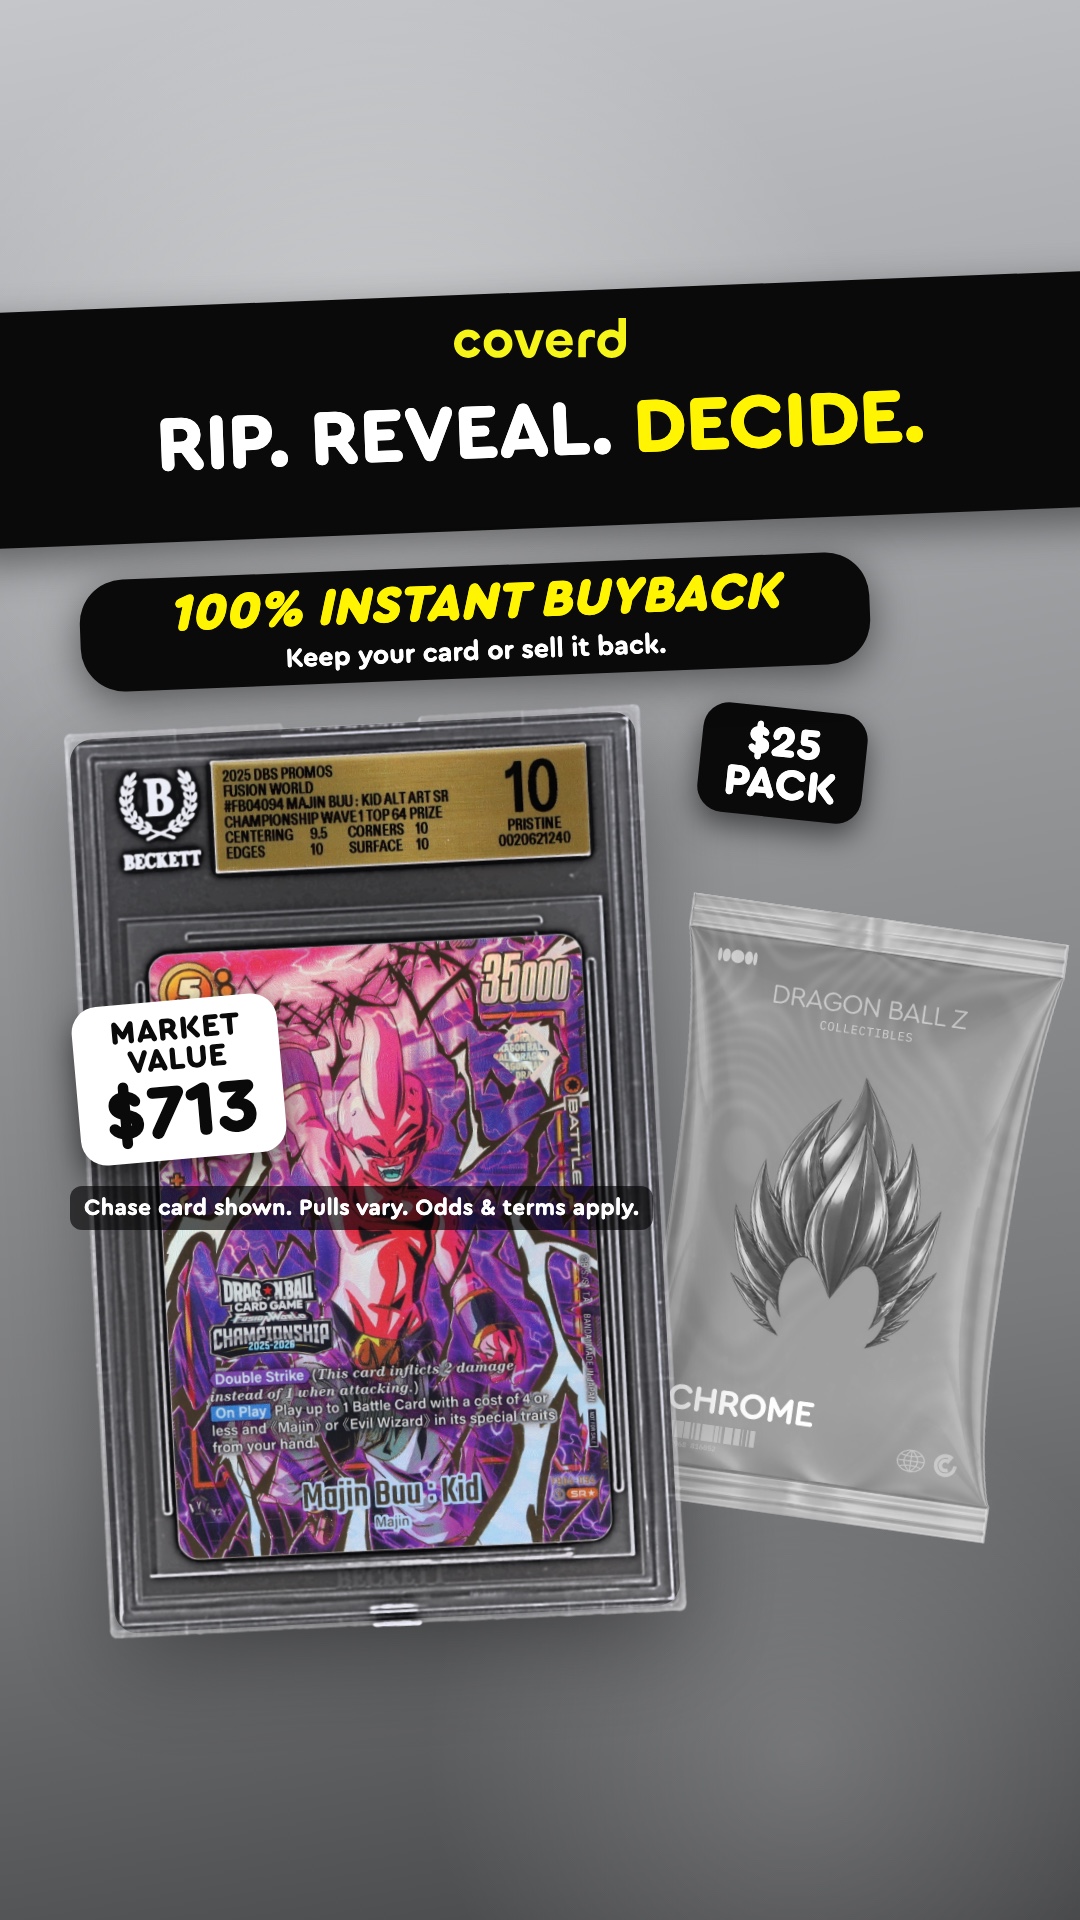 coverd
RIP. REVEAL. DECIDE.
100% INSTANT BUYBACK
Keep your card or sell it back.
$25
PACK
B
BECKETT
2025 DBS PROMOS
FUSION WORLD
#FB04094 MAJIN BUU : KID ALT ART SR
CHAMPIONSHIP WAVE 1 TOP 64 PRIZE
CENTERING 9.5 CORNERS 10
EDGES 10 SURFACE 10
10
PRISTINE
0020621240
35000
BATTLE
MARKET
VALUE
$713
Chase card shown. Pulls vary. Odds & terms apply.
DRAGON BALL
CARD GAME
Fusion World
CHAMPIONSHIP
2025-2026
Double Strike (This card inflicts 2 damage
instead of 1 when attacking.)
On Play Play up to 1 Battle Card with a cost of 4 or
less and 《Majin》 or 《Evil Wizard》 in its special traits
from your hand.
Majin Buu : Kid
Majin
SR★
DRAGON BALL Z
COLLECTIBLES
CHROME